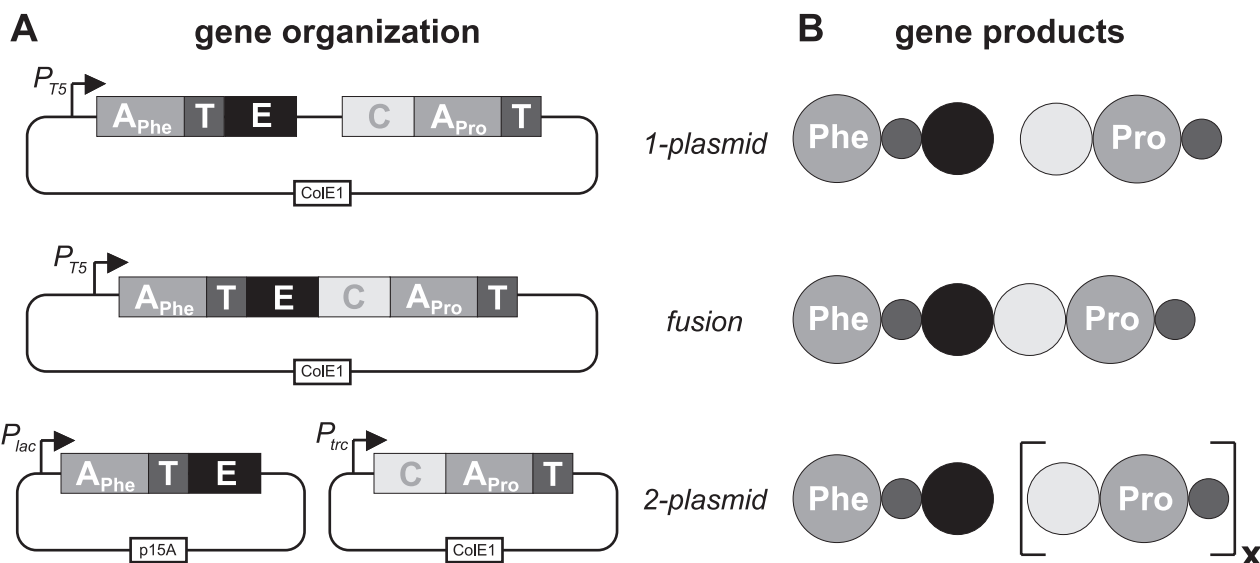 A gene organization
B gene products
P_T5
A_Phe T E C A_Pro T
ColE1
1-plasmid
Phe Pro
P_T5
A_Phe T E C A_Pro T
ColE1
fusion
Phe Pro
P_lac
A_Phe T E
p15A
P_trc
C A_Pro T
ColE1
2-plasmid
Phe Pro
x